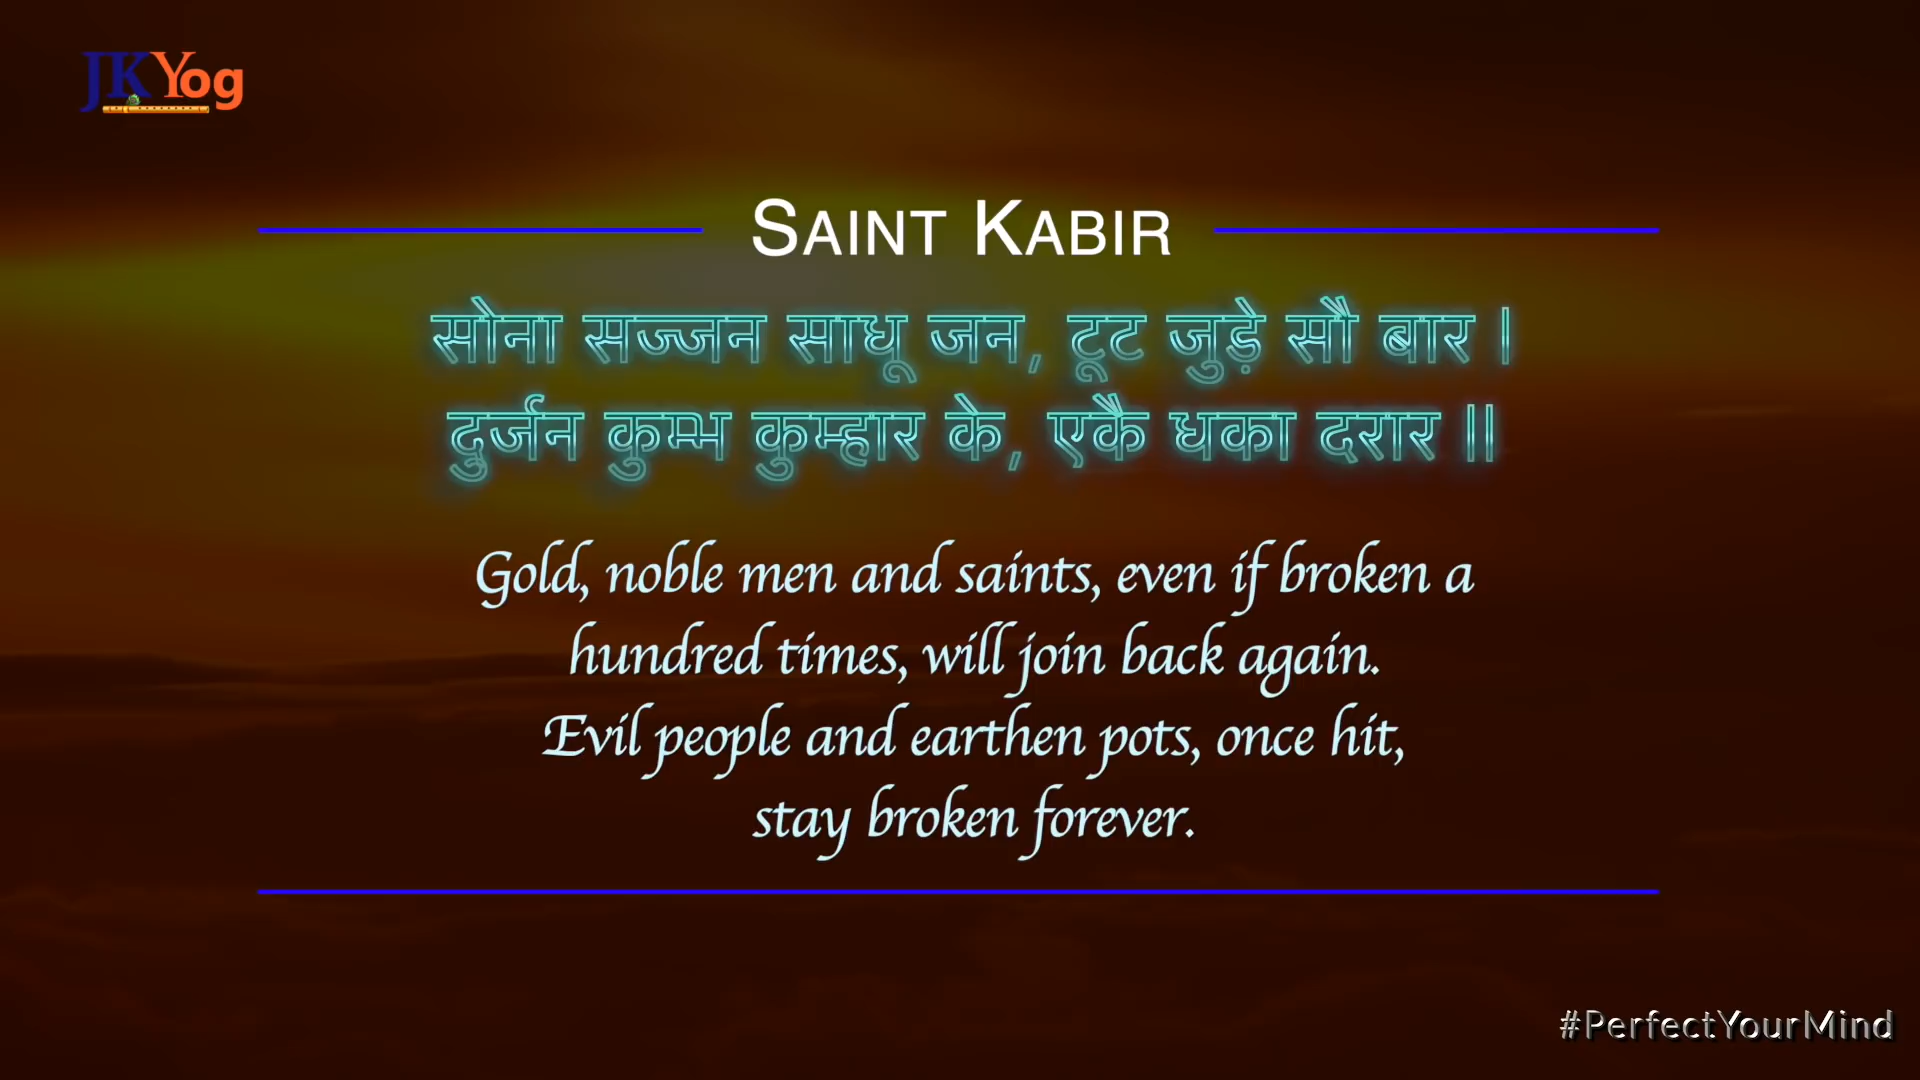 JKYog
SAINT KABIR
सोना सज्जन साधू जन, टूट जुड़े सौ बार ।
दुर्जन कुम्भ कुम्हार के, एकै धका दरार ॥
Gold, noble men and saints, even if broken a
hundred times, will join back again.
Evil people and earthen pots, once hit,
stay broken forever.
#PerfectYourMind